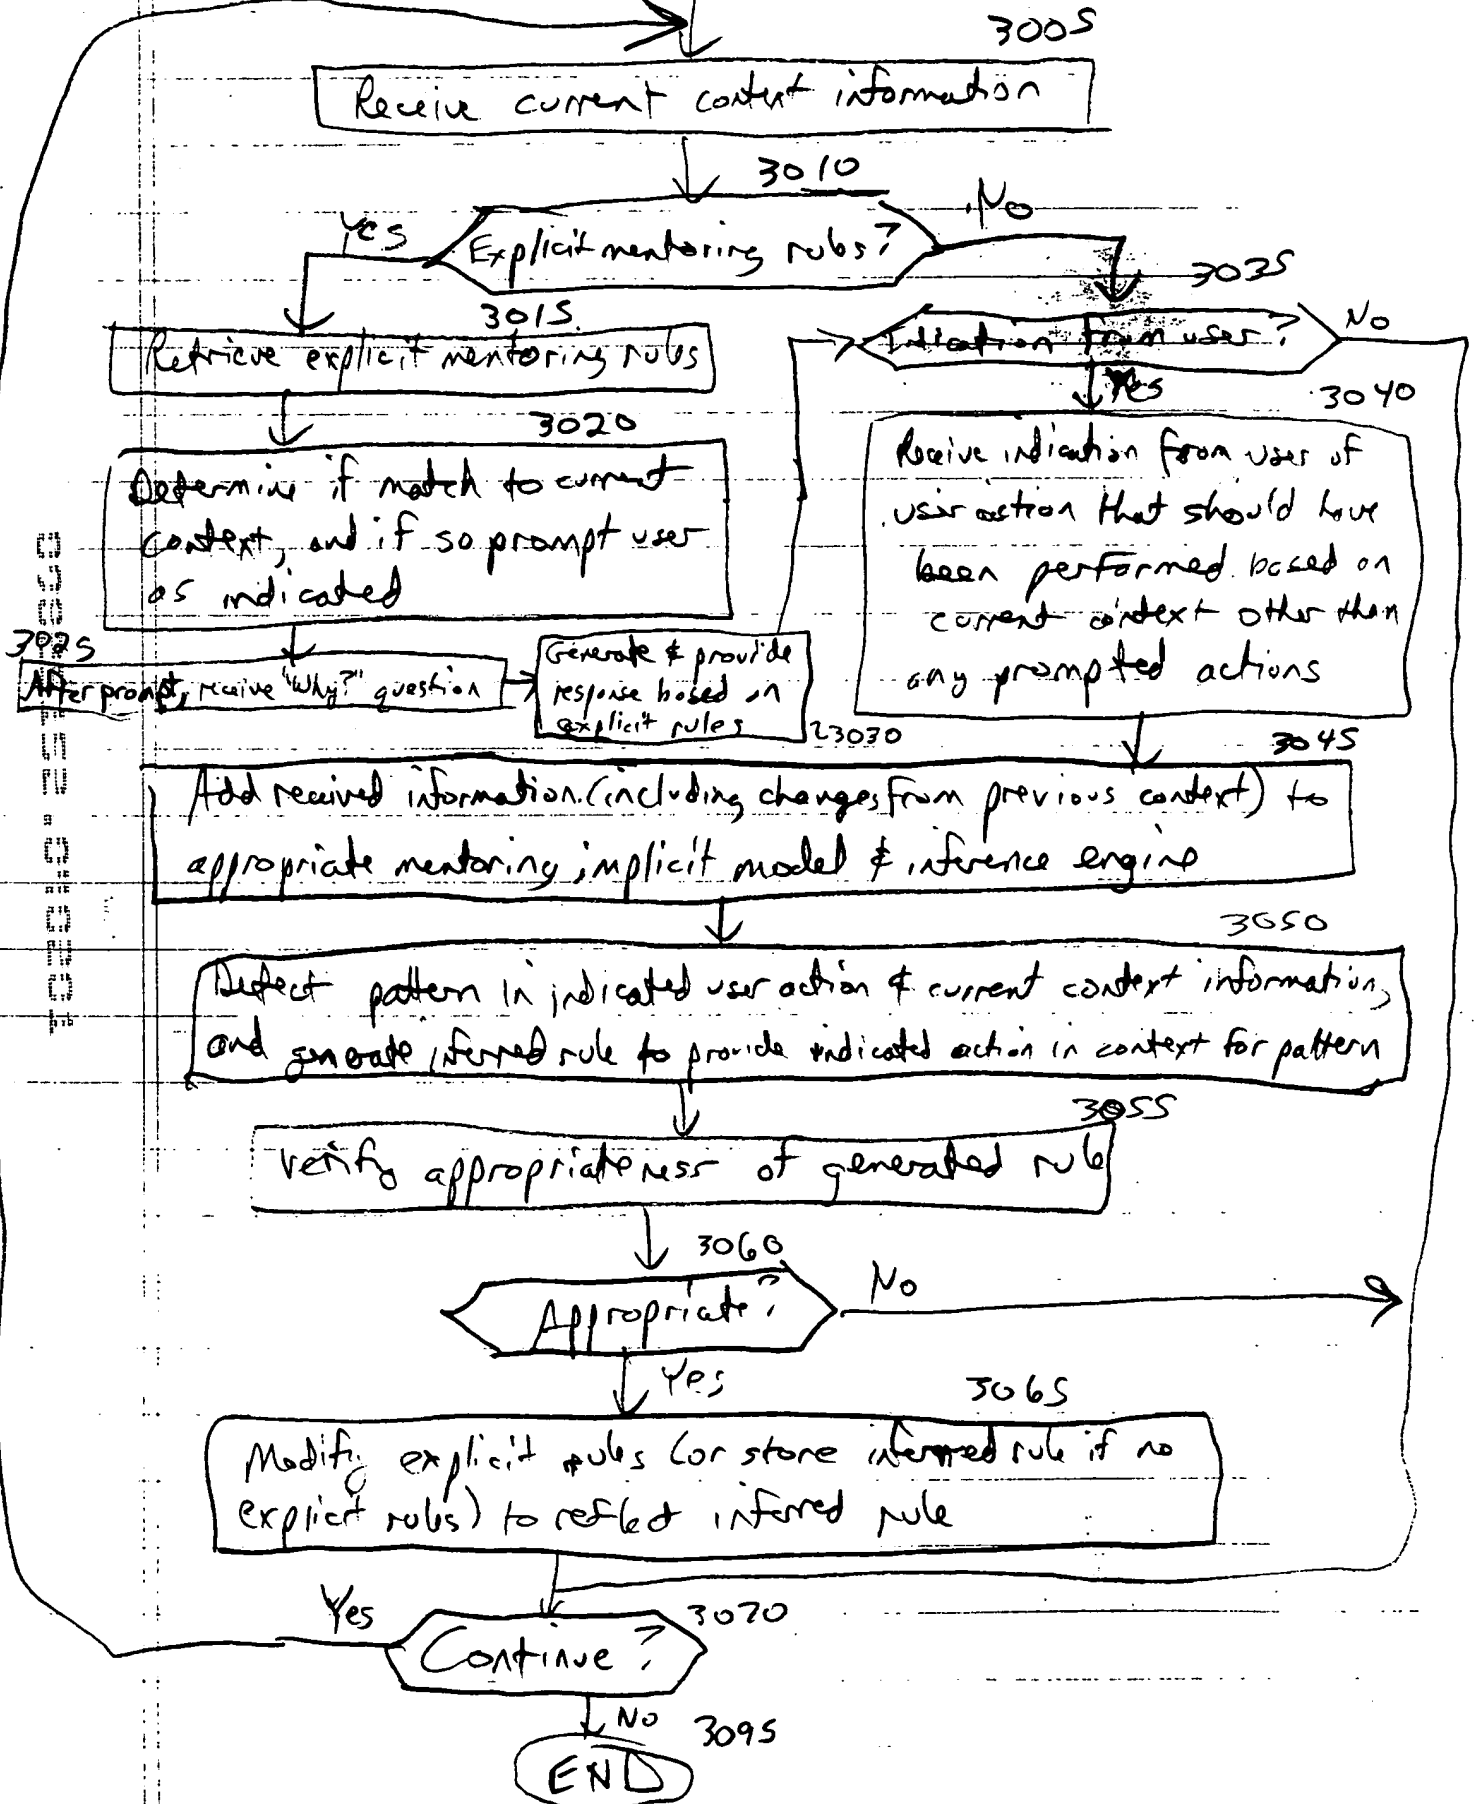 3005
Receive current context information
3010
Yes
No
Explicit mentoring rules?
3035
3015
Retrieve explicit mentoring rules
Indication from user?
No
Yes
3040
3020
Determine if match to current
context, and if so prompt user
as indicated
Receive indication from user of
user action that should have
been performed based on
current context other than
any prompted actions
3025
After prompt, receive "Why?" question
Generate & provide
response based on
explicit rules
3030
3045
Add received information (including changes from previous context) to
appropriate mentoring implicit model & inference engine
3050
Detect pattern in indicated user action & current context information,
and generate inferred rule to provide indicated action in context for pattern
3055
Verify appropriateness of generated rule
3060
Appropriate?
No
Yes
3065
Modify explicit rules (or store inferred rule if no
explicit rules) to reflect inferred rule
Yes
3070
Continue?
No
3095
END